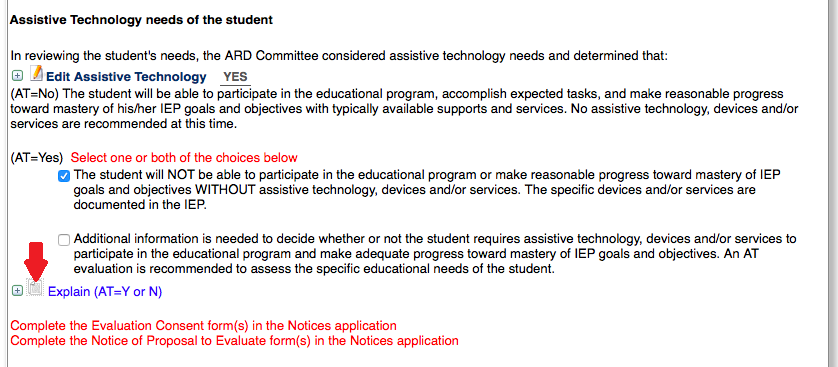 Assistive Technology needs of the student
In reviewing the student's needs, the ARD Committee considered assistive technology needs and determined that:
Edit Assistive Technology YES
(AT=No) The student will be able to participate in the educational program, accomplish expected tasks, and make reasonable progress
toward mastery of his/her IEP goals and objectives with typically available supports and services. No assistive technology, devices and/or
services are recommended at this time.
(AT=Yes) Select one or both of the choices below
The student will NOT be able to participate in the educational program or make reasonable progress toward mastery of IEP
goals and objectives WITHOUT assistive technology, devices and/or services. The specific devices and/or services are
documented in the IEP.
Additional information is needed to decide whether or not the student requires assistive technology, devices and/or services to
participate in the educational program and make adequate progress toward mastery of IEP goals and objectives. An AT
evaluation is recommended to assess the specific educational needs of the student.
Explain (AT=Y or N)
Complete the Evaluation Consent form(s) in the Notices application
Complete the Notice of Proposal to Evaluate form(s) in the Notices application